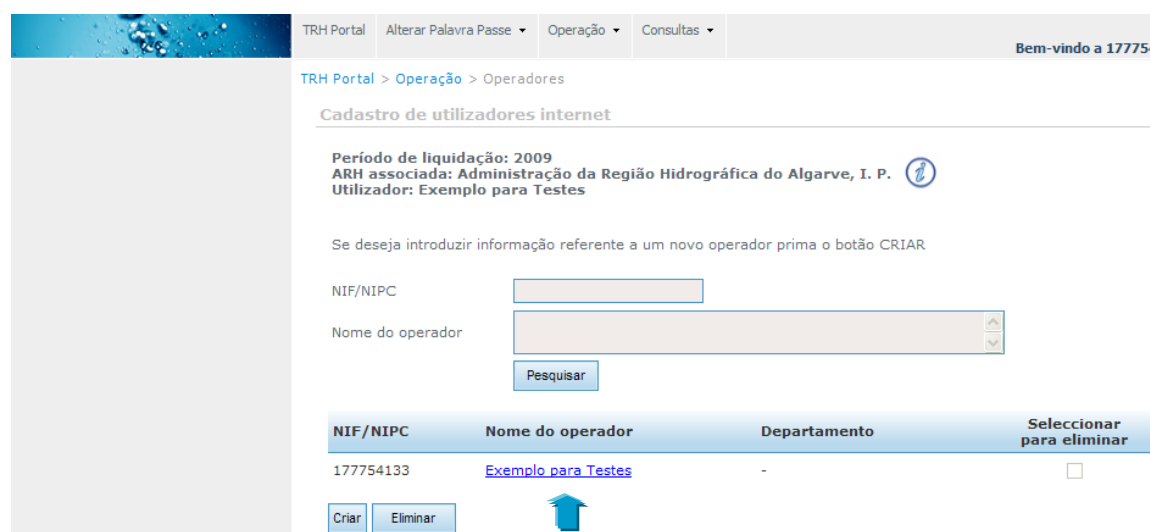 TRH Portal Alterar Palavra Passe Operação Consultas
Bem-vindo a 17775
TRH Portal > Operação > Operadores
Cadastro de utilizadores internet
Período de liquidação: 2009
ARH associada: Administração da Região Hidrográfica do Algarve, I. P.
Utilizador: Exemplo para Testes
Se deseja introduzir informação referente a um novo operador prima o botão CRIAR
NIF/NIPC
Nome do operador
Pesquisar
NIF/NIPC Nome do operador Departamento Seleccionar para eliminar
177754133 Exemplo para Testes -
Criar Eliminar